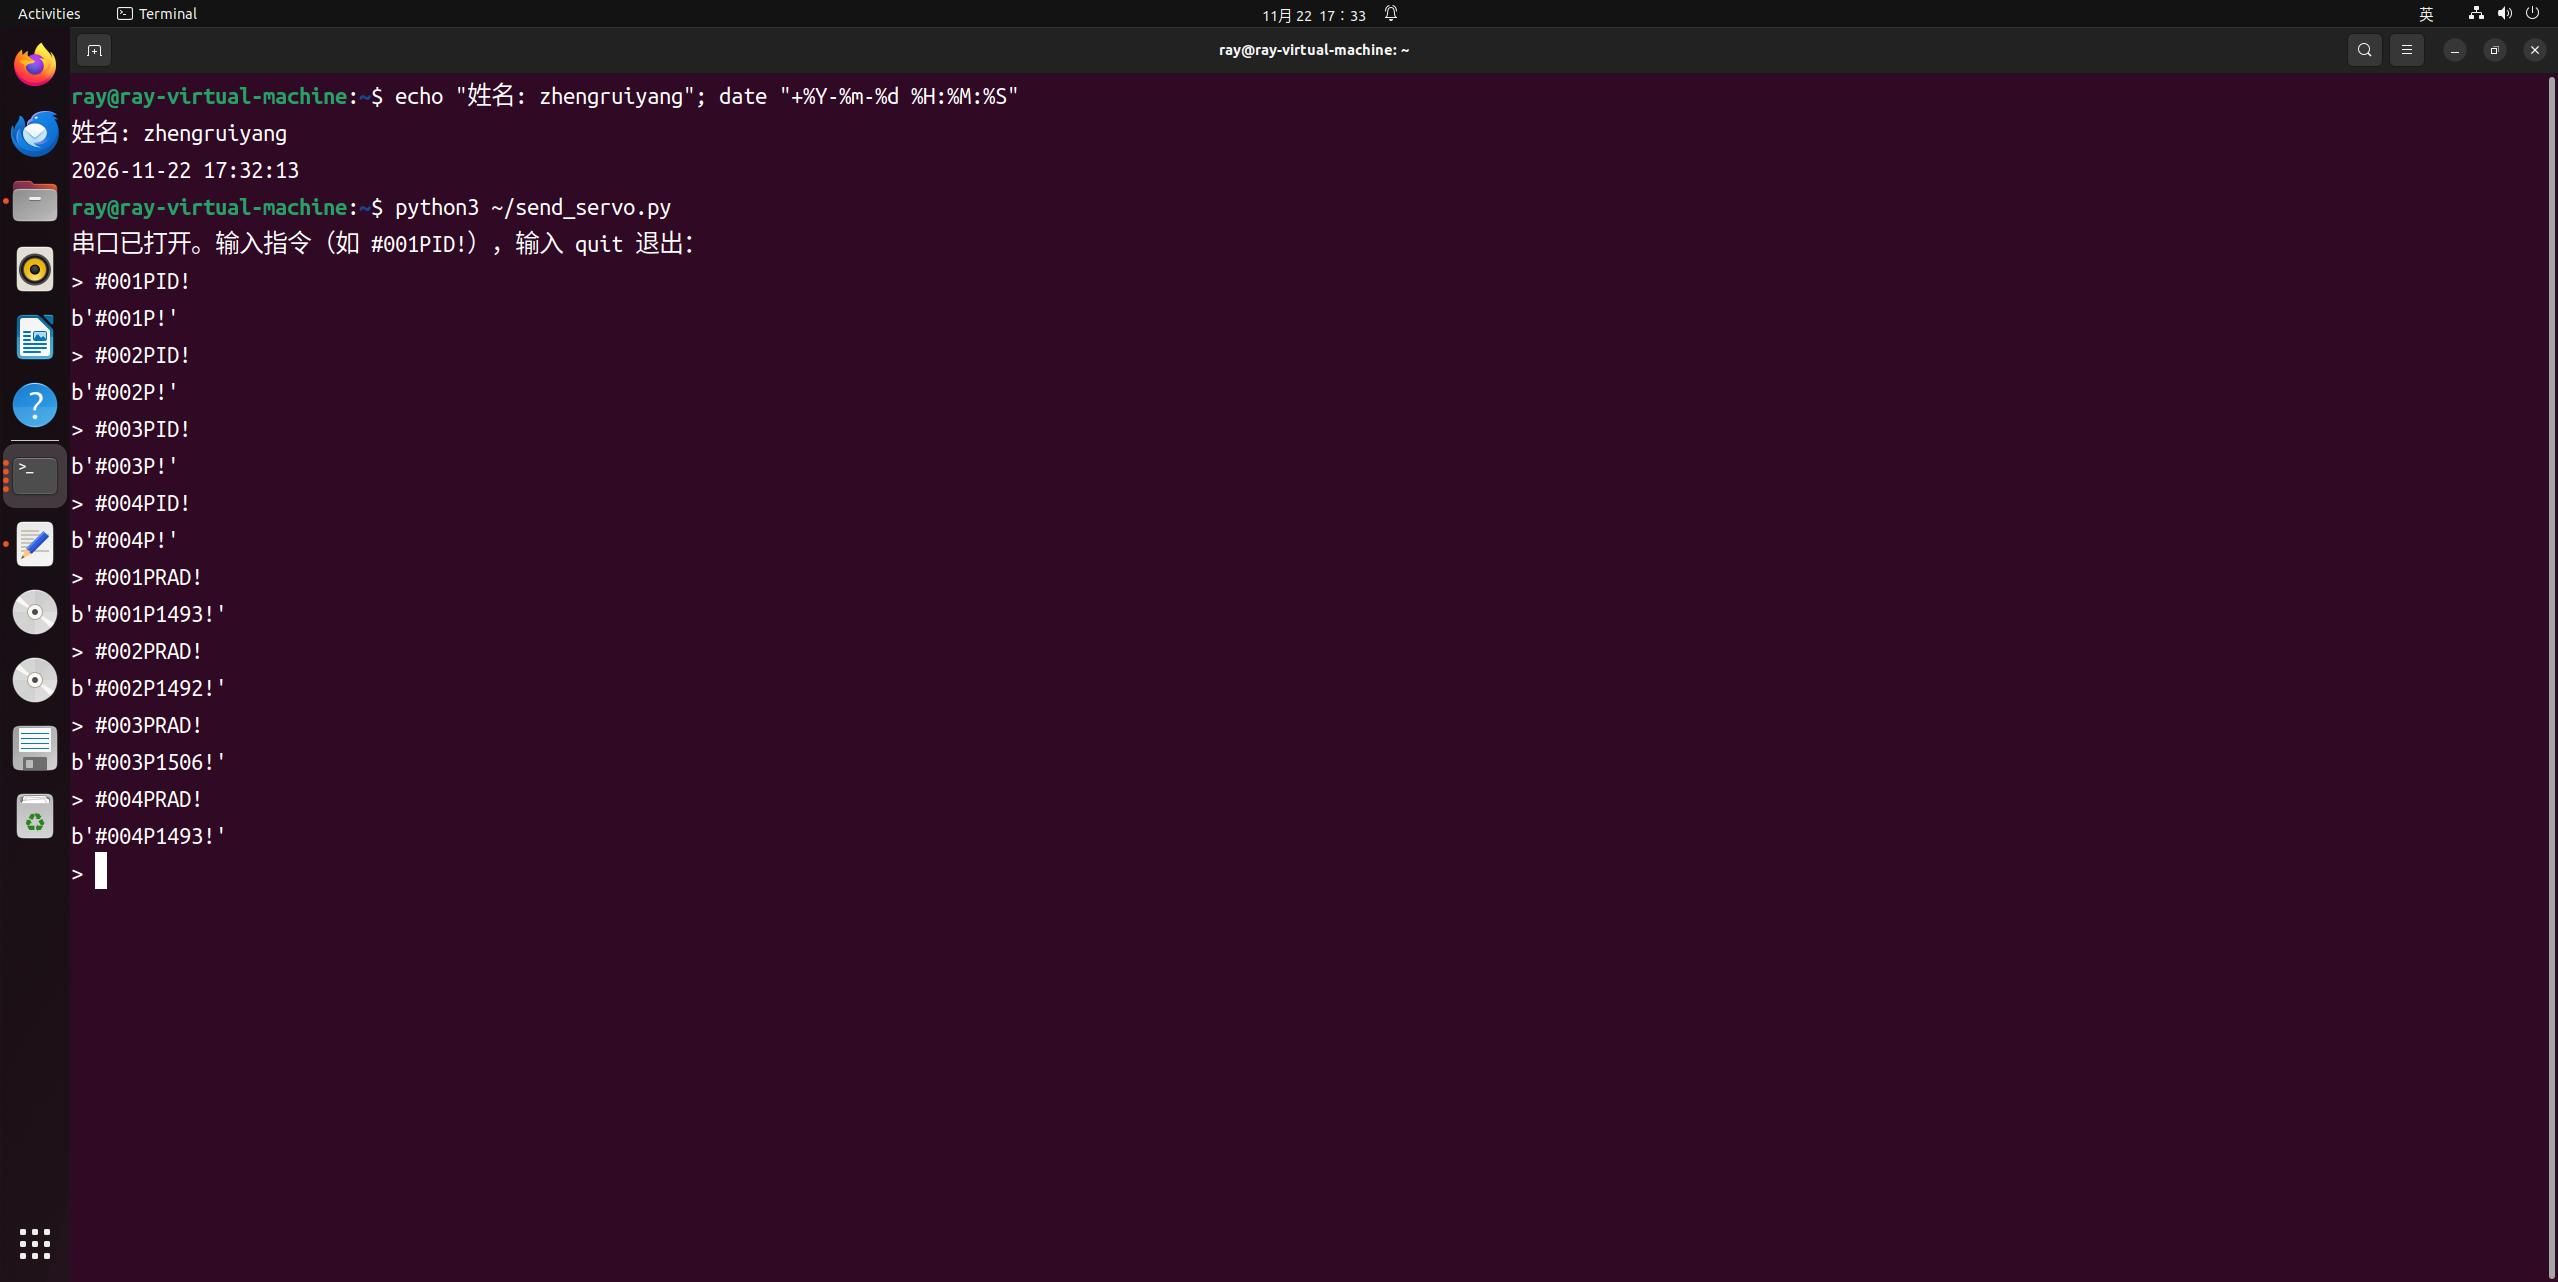 Activities
Terminal
11月 22 17：33
英
ray@ray-virtual-machine: ~
ray@ray-virtual-machine:~$ echo "姓名: zhengruiyang"; date "+%Y-%m-%d %H:%M:%S"
姓名: zhengruiyang
2026-11-22 17:32:13
ray@ray-virtual-machine:~$ python3 ~/send_servo.py
串口已打开。输入指令（如 #001PID!），输入 quit 退出：
> #001PID!
b'#001P!'
> #002PID!
b'#002P!'
> #003PID!
b'#003P!'
> #004PID!
b'#004P!'
> #001PRAD!
b'#001P1493!'
> #002PRAD!
b'#002P1492!'
> #003PRAD!
b'#003P1506!'
> #004PRAD!
b'#004P1493!'
>